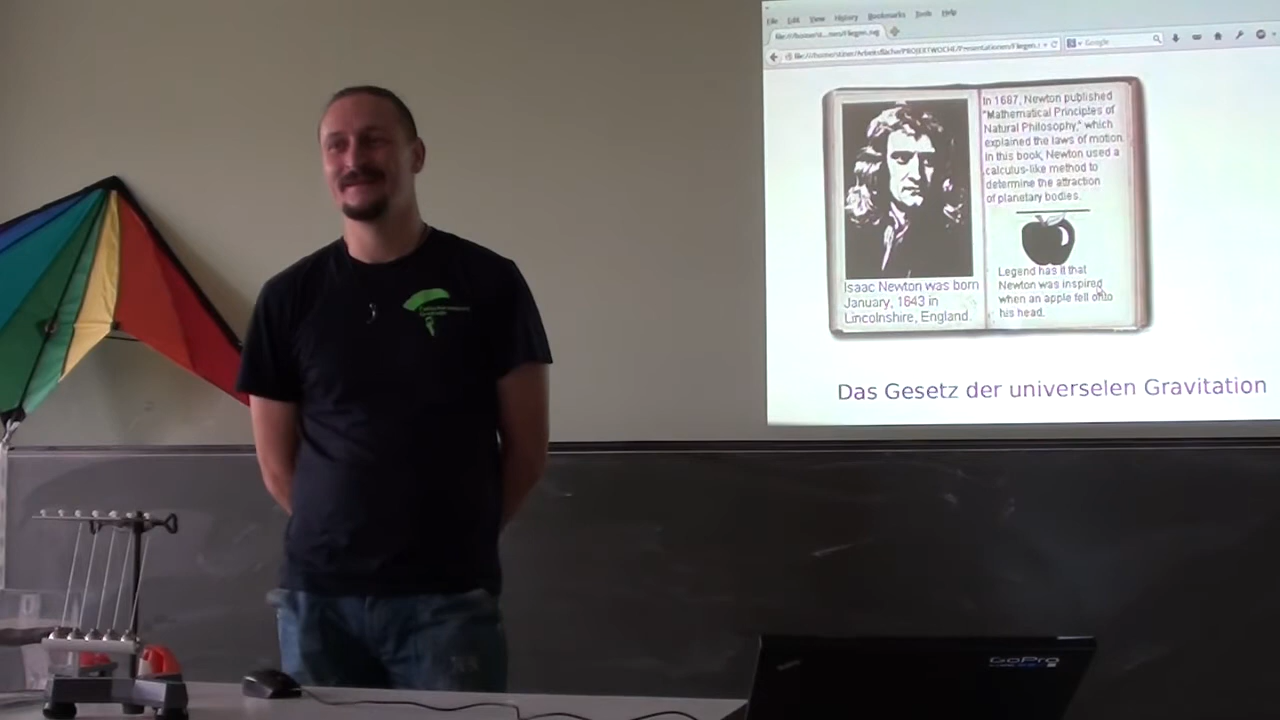 File Edit View History Bookmarks Tools Help
Google
In 1687, Newton published
"Mathematical Principles of
Natural Philosophy," which
explained the laws of motion.
In this book, Newton used a
calculus-like method to
determine the attraction
of planetary bodies.
Isaac Newton was born
January, 1643 in
Lincolnshire, England.
Legend has it that
Newton was inspired
when an apple fell onto
his head.
Das Gesetz der universelen Gravitation
GoPro